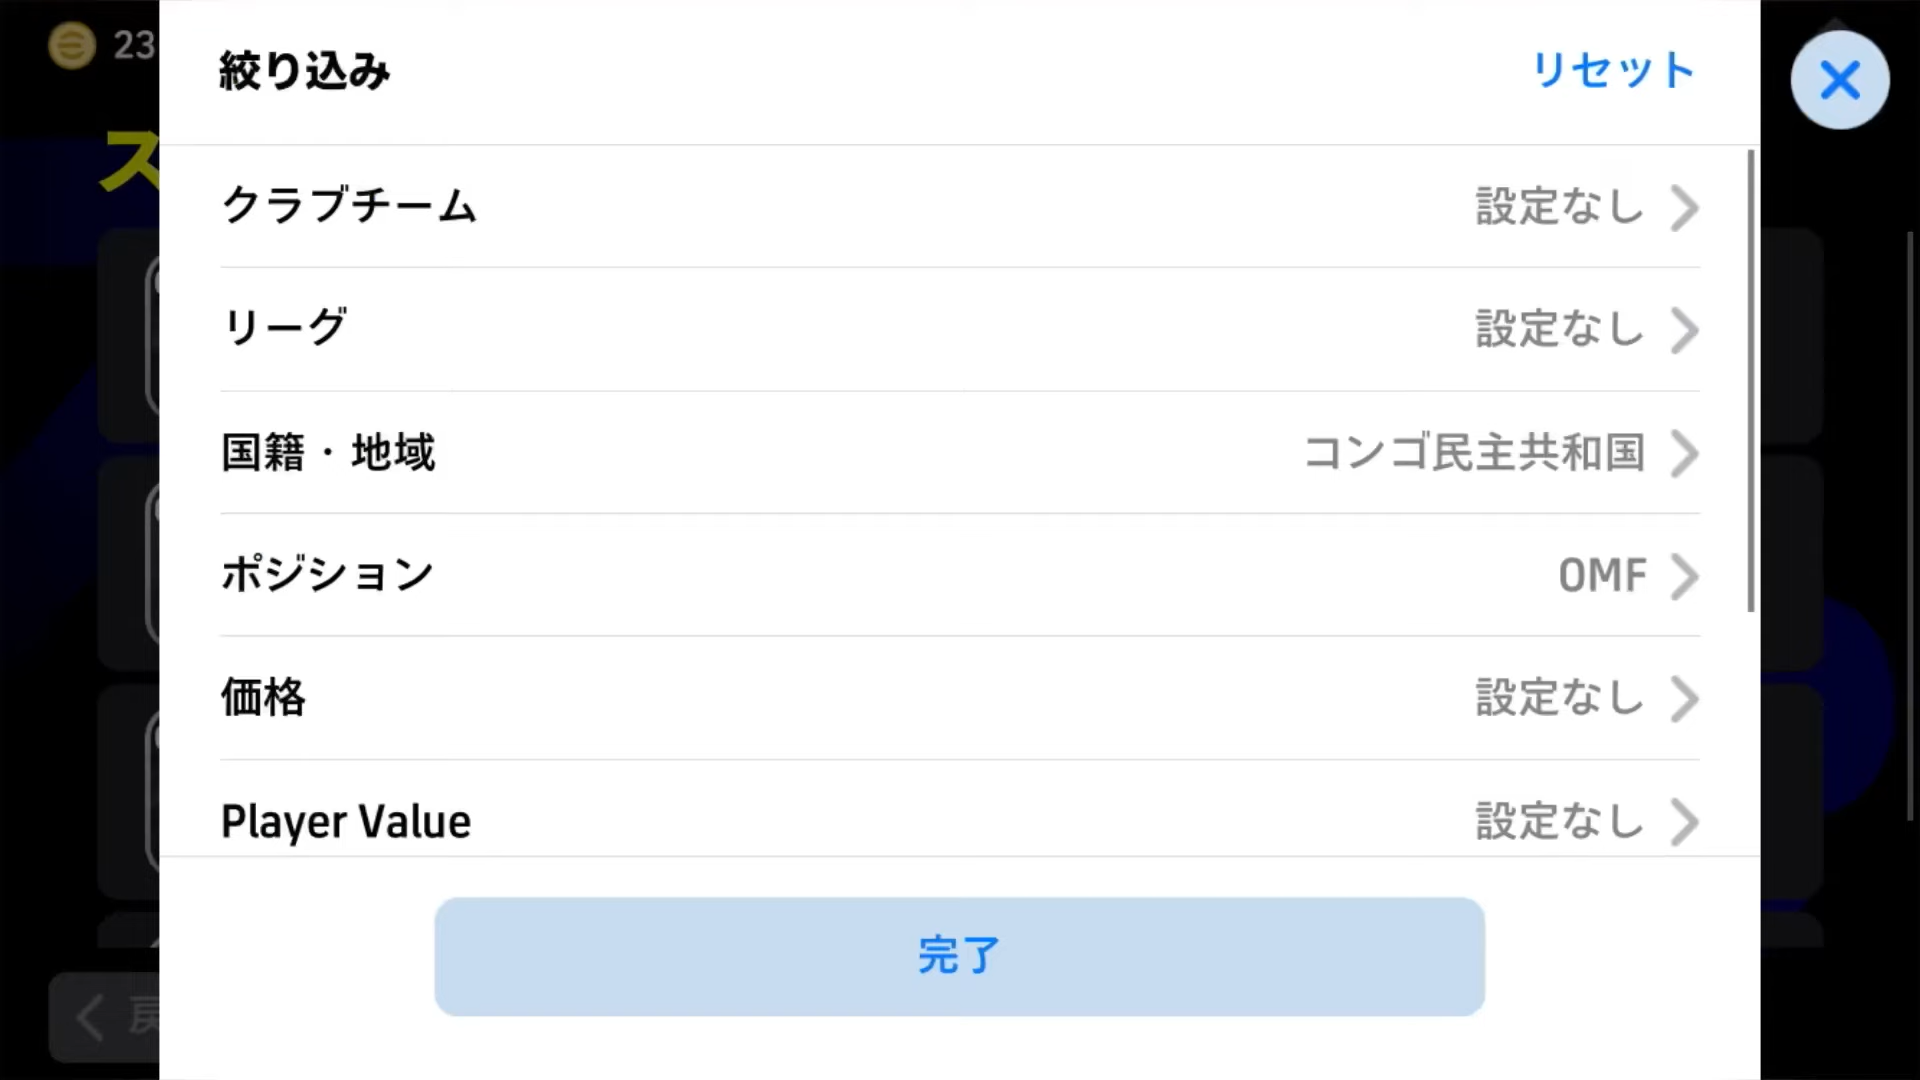 23
絞り込み
リセット
ス
クラブチーム
設定なし
リーグ
設定なし
国籍・地域
コンゴ民主共和国
ポジション
OMF
価格
設定なし
Player Value
設定なし
完了
戻